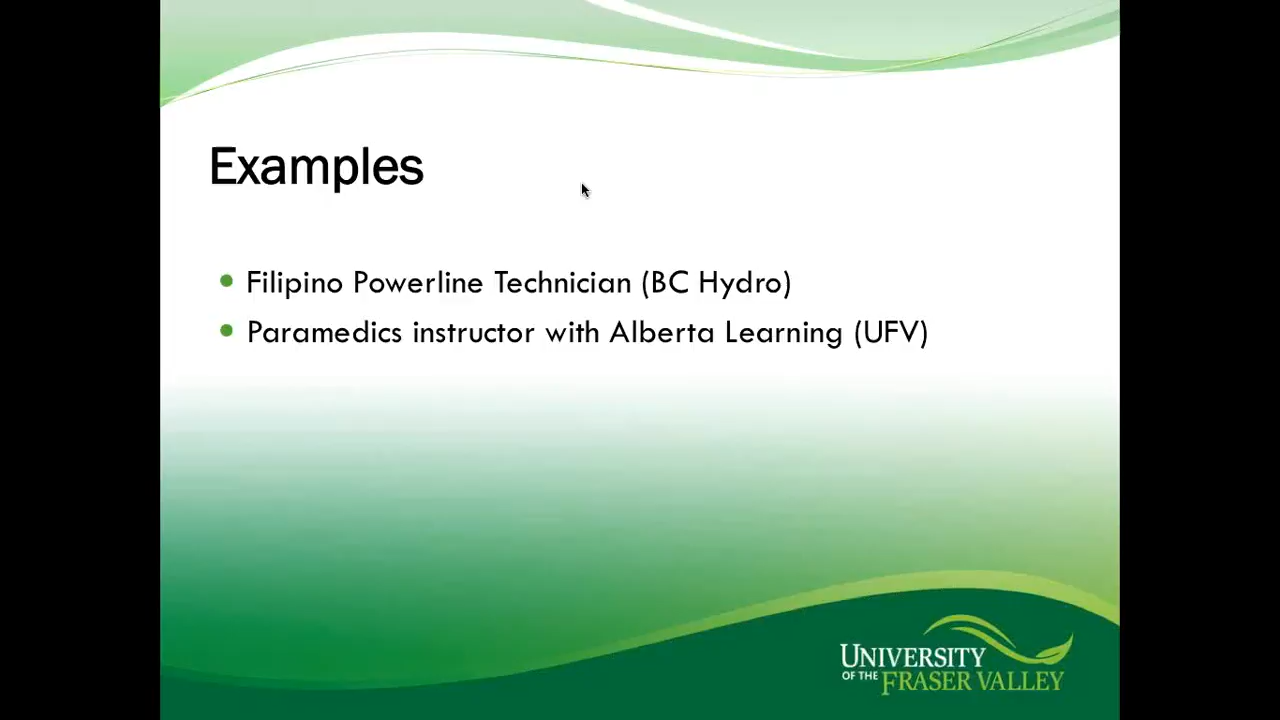 Examples
Filipino Powerline Technician (BC Hydro)
Paramedics instructor with Alberta Learning (UFV)
UNIVERSITY
OF THE FRASER VALLEY